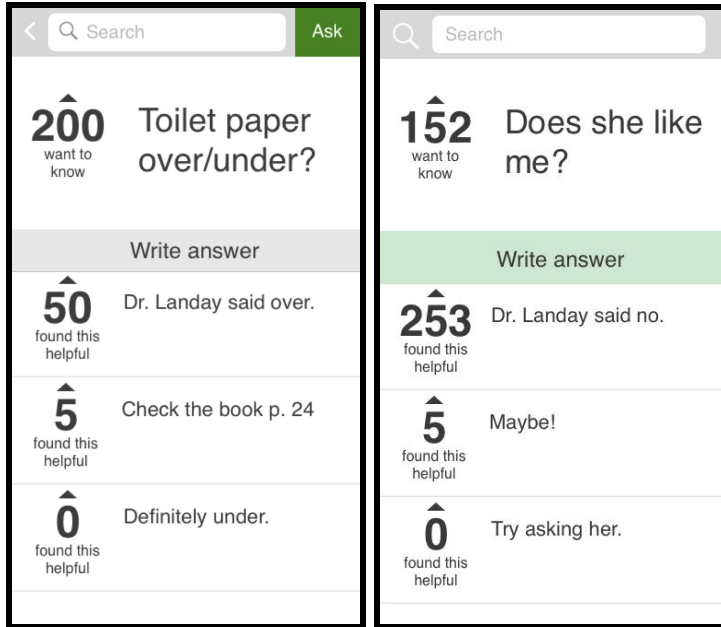 Search
Ask
200
want to
know
Toilet paper
over/under?
Write answer
50
found this
helpful
Dr. Landay said over.
5
found this
helpful
Check the book p. 24
0
found this
helpful
Definitely under.
Search
152
want to
know
Does she like
me?
Write answer
253
found this
helpful
Dr. Landay said no.
5
found this
helpful
Maybe!
0
found this
helpful
Try asking her.